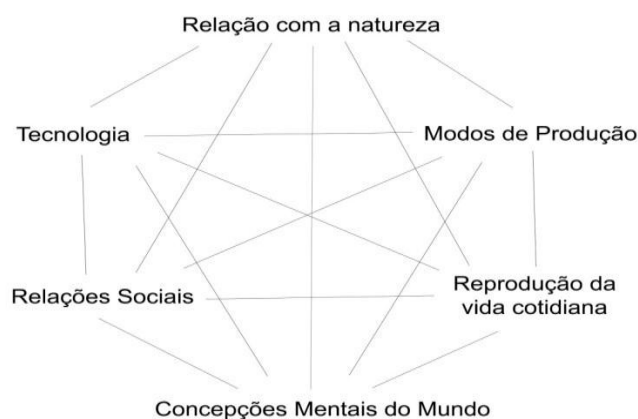 Relação com a natureza
Tecnologia
Modos de Produção
Relações Sociais
Reprodução da
vida cotidiana
Concepções Mentais do Mundo